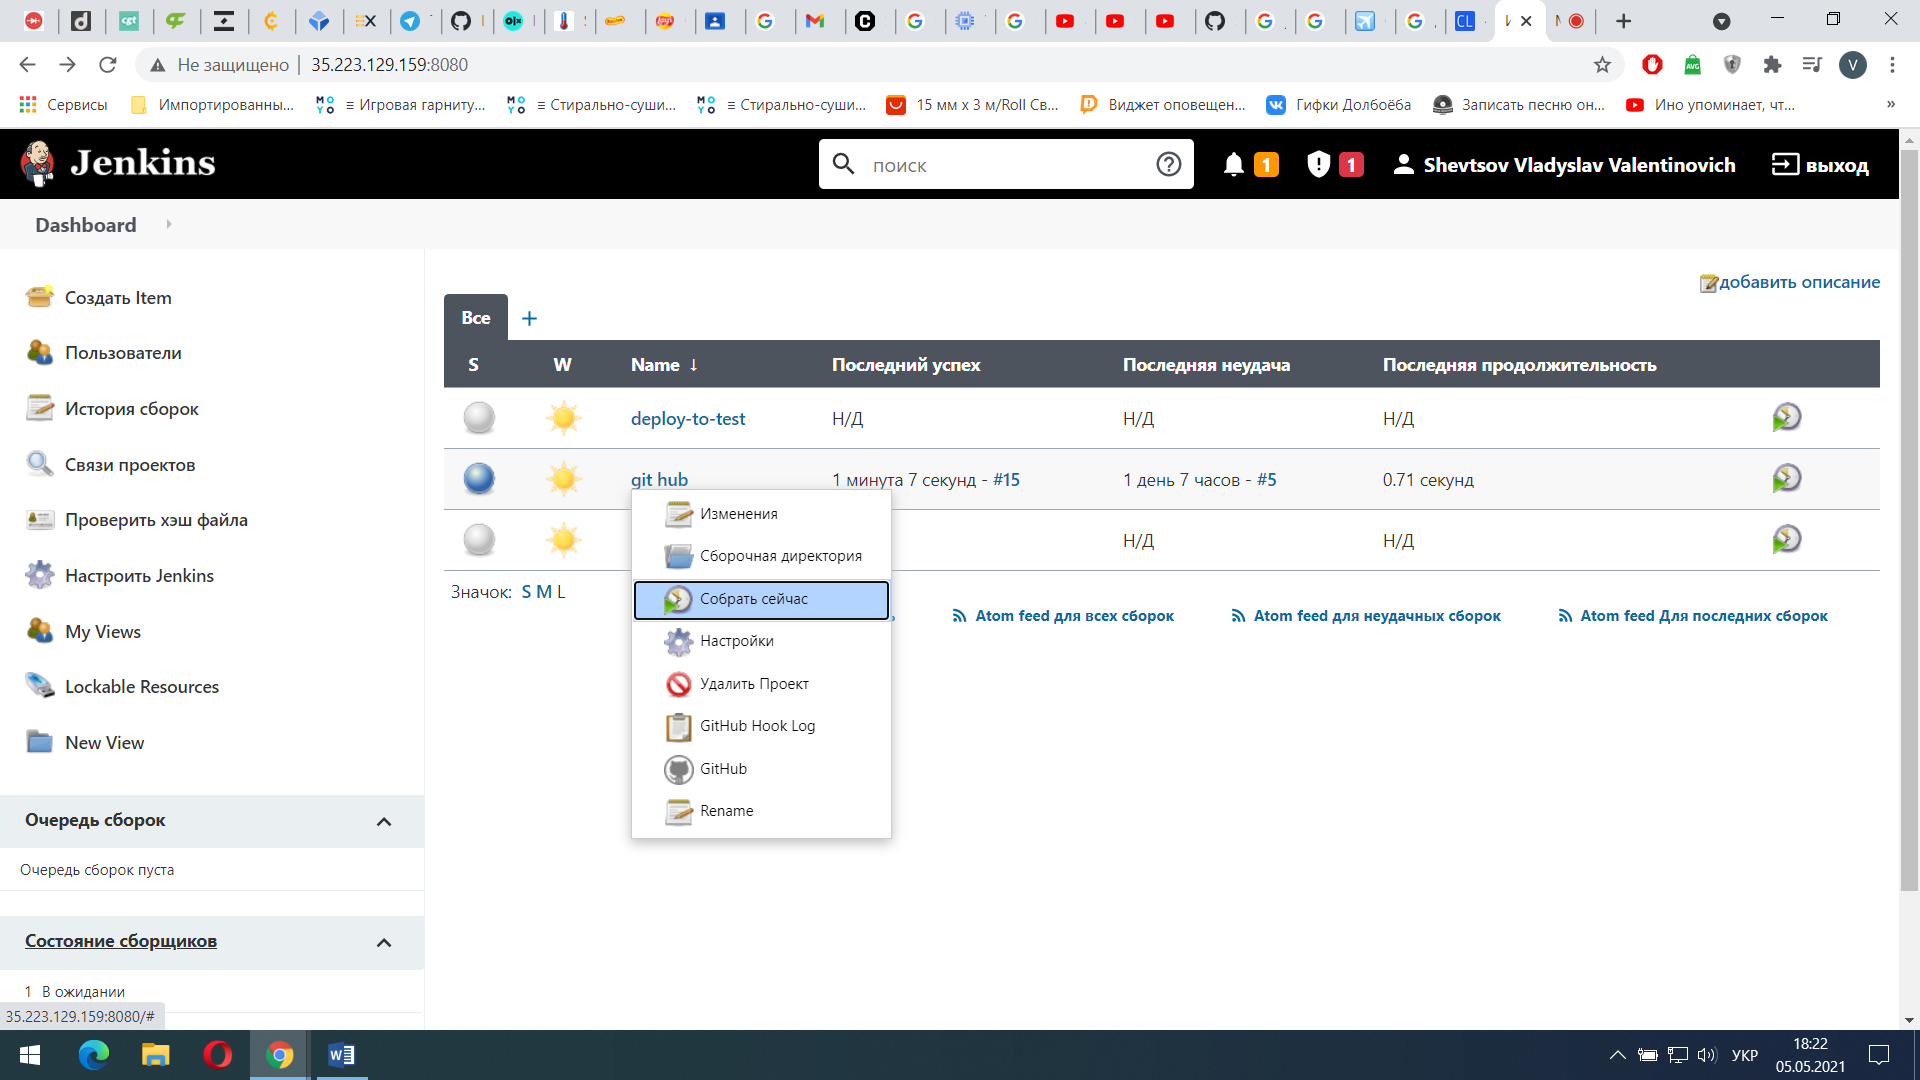 Не защищено 35.223.129.159:8080
Сервисы Импортированны... ≡ Игровая гарниту... ≡ Стирально-суши... ≡ Стирально-суши... 15 мм x 3 м/Roll Св... Виджет оповещен... Гифки Долбоёба Записать песню он... Ино упоминает, чт... »
Jenkins
поиск
1
1
Shevtsov Vladyslav Valentinovich
выход
Dashboard
Создать Item
Пользователи
История сборок
Связи проектов
Проверить хэш файла
Настроить Jenkins
My Views
Lockable Resources
New View
Очередь сборок
Очередь сборок пуста
Состояние сборщиков
1 В ожидании
35.223.129.159:8080/#
добавить описание
Все +
S W Name ↓ Последний успех Последняя неудача Последняя продолжительность
deploy-to-test Н/Д Н/Д Н/Д
git hub 1 минута 7 секунд - #15 1 день 7 часов - #5 0.71 секунд
Н/Д Н/Д
Значок: S M L
Atom feed для всех сборок Atom feed для неудачных сборок Atom feed Для последних сборок
Изменения
Сборочная директория
Собрать сейчас
Настройки
Удалить Проект
GitHub Hook Log
GitHub
Rename
УКР
18:22
05.05.2021